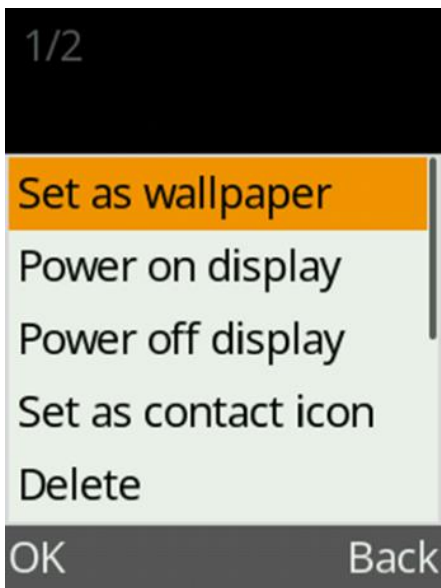 1/2
Set as wallpaper
Power on display
Power off display
Set as contact icon
Delete
OK Back